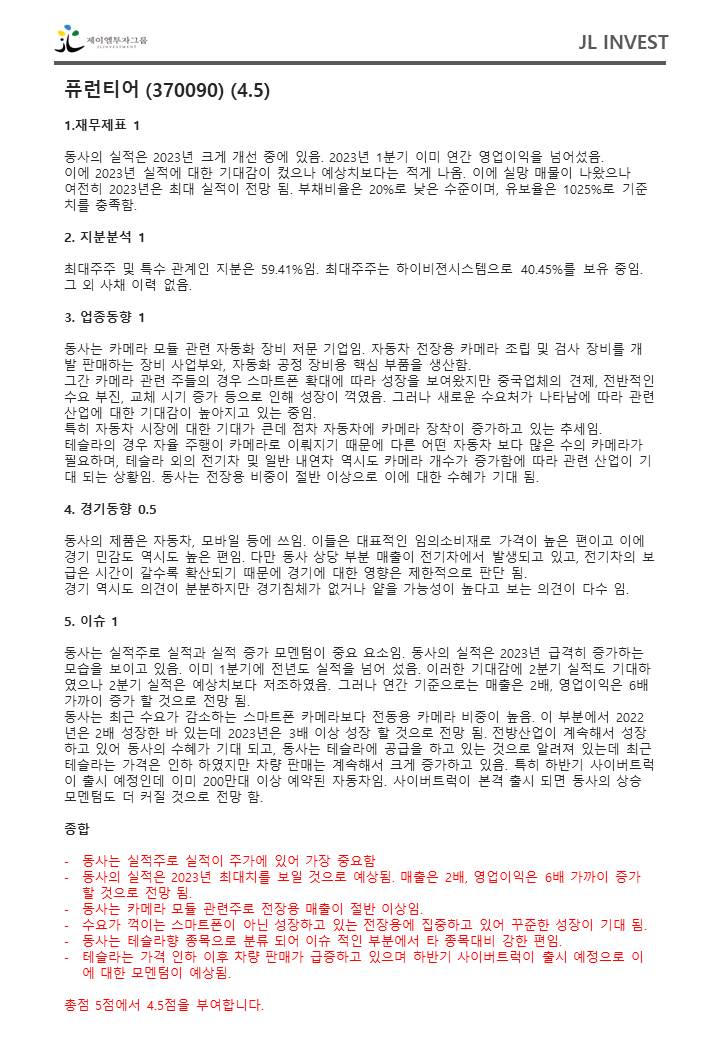 제이엘투자그룹
JL INVESTMENT
JL INVEST
퓨런티어 (370090) (4.5)
1.재무제표 1
동사의 실적은 2023년 크게 개선 중에 있음. 2023년 1분기 이미 연간 영업이익을 넘어섰음.
이에 2023년 실적에 대한 기대감이 컸으나 예상치보다는 적게 나옴. 이에 실망 매물이 나왔으나
여전히 2023년은 최대 실적이 전망 됨. 부채비율은 20%로 낮은 수준이며, 유보율은 1025%로 기준
치를 충족함.
2. 지분분석 1
최대주주 및 특수 관계인 지분은 59.41%임. 최대주주는 하이비젼시스템으로 40.45%를 보유 중임.
그 외 사채 이력 없음.
3. 업종동향 1
동사는 카메라 모듈 관련 자동화 장비 저문 기업임. 자동차 전장용 카메라 조립 및 검사 장비를 개
발 판매하는 장비 사업부와, 자동화 공정 장비용 핵심 부품을 생산함.
그간 카메라 관련 주들의 경우 스마트폰 확대에 따라 성장을 보여왔지만 중국업체의 견제, 전반적인
수요 부진, 교체 시기 증가 등으로 인해 성장이 꺽였음. 그러나 새로운 수요처가 나타남에 따라 관련
산업에 대한 기대감이 높아지고 있는 중임.
특히 자동차 시장에 대한 기대가 큰데 점차 자동차에 카메라 장착이 증가하고 있는 추세임.
테슬라의 경우 자율 주행이 카메라로 이뤄지기 때문에 다른 어떤 자동차 보다 많은 수의 카메라가
필요하며, 테슬라 외의 전기차 및 일반 내연차 역시도 카메라 개수가 증가함에 따라 관련 산업이 기
대 되는 상황임. 동사는 전장용 비중이 절반 이상으로 이에 대한 수혜가 기대 됨.
4. 경기동향 0.5
동사의 제품은 자동차, 모바일 등에 쓰임. 이들은 대표적인 임의소비재로 가격이 높은 편이고 이에
경기 민감도 역시도 높은 편임. 다만 동사 상당 부분 매출이 전기차에서 발생되고 있고, 전기차의 보
급은 시간이 갈수록 확산되기 때문에 경기에 대한 영향은 제한적으로 판단 됨.
경기 역시도 의견이 분분하지만 경기침체가 없거나 얕을 가능성이 높다고 보는 의견이 다수 임.
5. 이슈 1
동사는 실적주로 실적과 실적 증가 모멘텀이 중요 요소임. 동사의 실적은 2023년 급격히 증가하는
모습을 보이고 있음. 이미 1분기에 전년도 실적을 넘어 섰음. 이러한 기대감에 2분기 실적도 기대하
였으나 2분기 실적은 예상치보다 저조하였음. 그러나 연간 기준으로는 매출은 2배, 영업이익은 6배
가까이 증가 할 것으로 전망 됨.
동사는 최근 수요가 감소하는 스마트폰 카메라보다 전동용 카메라 비중이 높음. 이 부분에서 2022
년은 2배 성장한 바 있는데 2023년은 3배 이상 성장 할 것으로 전망 됨. 전방산업이 계속해서 성장
하고 있어 동사의 수혜가 기대 되고, 동사는 테슬라에 공급을 하고 있는 것으로 알려져 있는데 최근
테슬라는 가격은 인하 하였지만 차량 판매는 계속해서 크게 증가하고 있음. 특히 하반기 사이버트럭
이 출시 예정인데 이미 200만대 이상 예약된 자동차임. 사이버트럭이 본격 출시 되면 동사의 상승
모멘텀도 더 커질 것으로 전망 함.
종합
- 동사는 실적주로 실적이 주가에 있어 가장 중요함
- 동사의 실적은 2023년 최대치를 보일 것으로 예상됨. 매출은 2배, 영업이익은 6배 가까이 증가
할 것으로 전망 됨.
- 동사는 카메라 모듈 관련주로 전장용 매출이 절반 이상임.
- 수요가 꺽이는 스마트폰이 아닌 성장하고 있는 전장용에 집중하고 있어 꾸준한 성장이 기대 됨.
- 동사는 테슬라향 종목으로 분류 되어 이슈 적인 부분에서 타 종목대비 강한 편임.
- 테슬라는 가격 인하 이후 차량 판매가 급증하고 있으며 하반기 사이버트럭이 출시 예정으로 이
에 대한 모멘텀이 예상됨.
총점 5점에서 4.5점을 부여합니다.